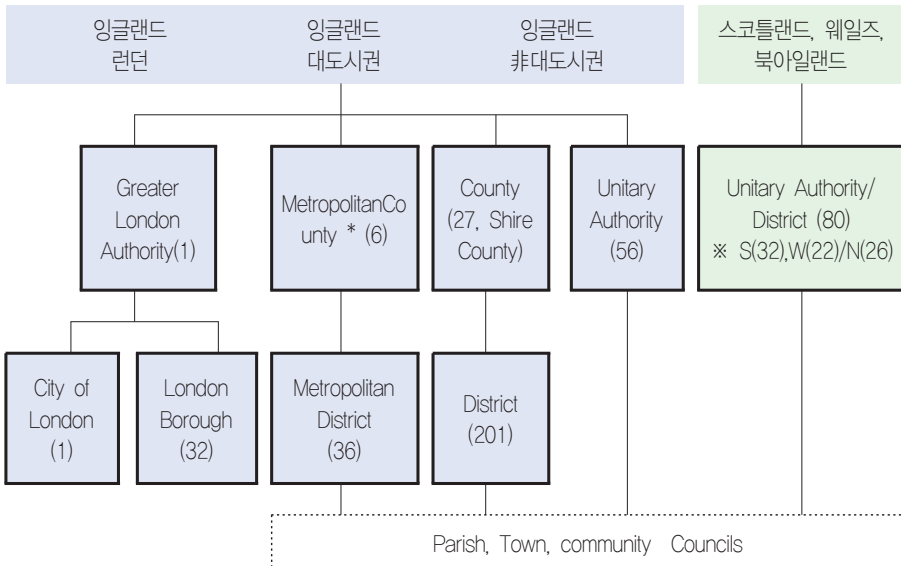 잉글랜드
런던
잉글랜드
대도시권
잉글랜드
非대도시권
스코틀랜드, 웨일즈,
북아일랜드
Greater
London
Authority(1)
MetropolitanCo
unty * (6)
County
(27, Shire
County)
Unitary
Authority
(56)
Unitary Authority/
District (80)
※ S(32),W(22)/N(26)
City of
London
(1)
London
Borough
(32)
Metropolitan
District
(36)
District
(201)
Parish, Town, community Councils